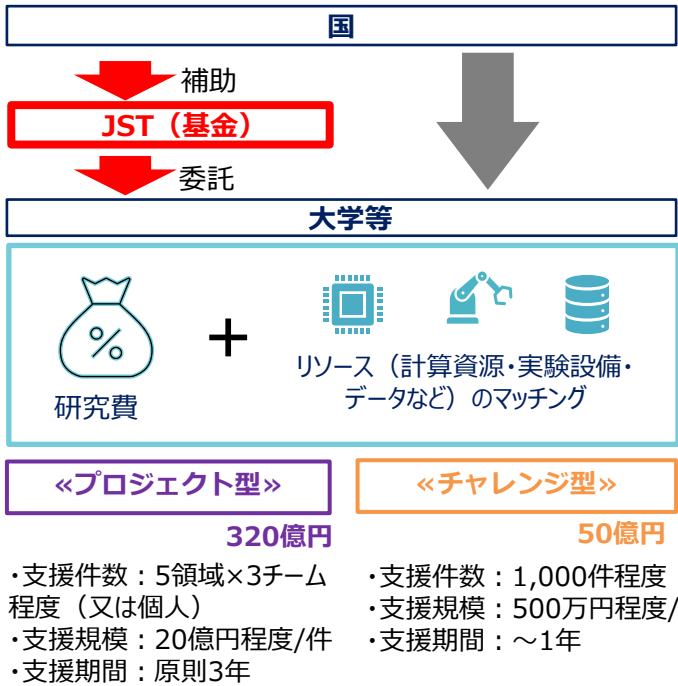 国
補助
JST（基金）
委託
大学等
研究費
+
リソース（計算資源・実験設備・
データなど）のマッチング
≪プロジェクト型≫
320億円
・支援件数：5領域×3チーム
程度（又は個人）
・支援規模：20億円程度/件
・支援期間：原則3年
≪チャレンジ型≫
50億円
・支援件数：1,000件程度
・支援規模：500万円程度/
・支援期間：～1年